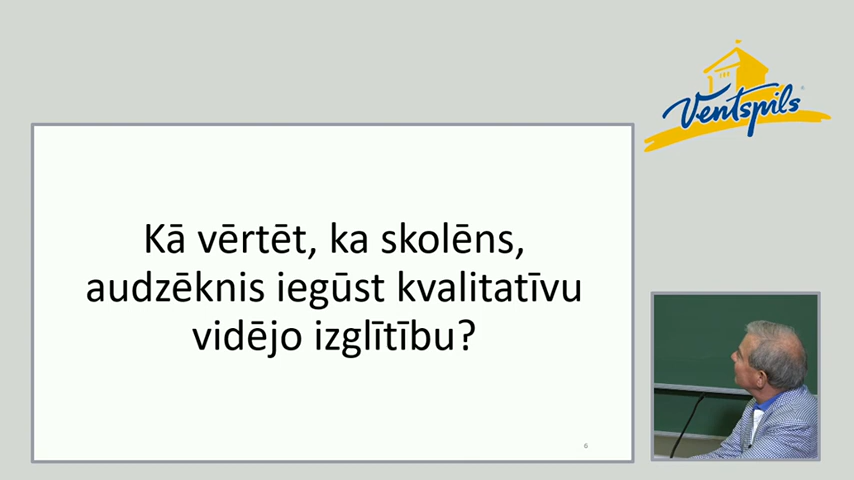 Ventspils
Kā vērtēt, ka skolēns,
audzēknis iegūst kvalitatīvu
vidējo izglītību?
6